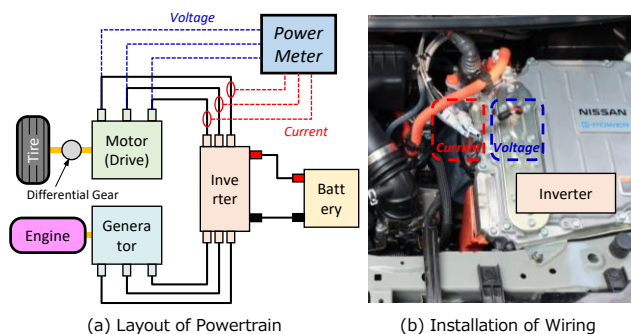 Voltage
Power
Meter
Current
Tire
Motor
(Drive)
Differential Gear
Inve
rter
Batt
ery
Engine
Genera
tor
(a) Layout of Powertrain
NISSAN
e-POWER
Current
Voltage
Inverter
(b) Installation of Wiring